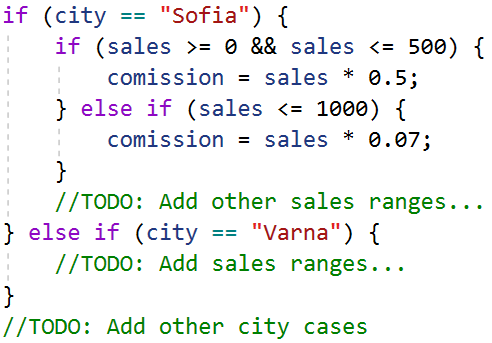 if (city == "Sofia") {
    if (sales >= 0 && sales <= 500) {
        comission = sales * 0.5;
    } else if (sales <= 1000) {
        comission = sales * 0.07;
    }
    //TODO: Add other sales ranges...
} else if (city == "Varna") {
    //TODO: Add sales ranges...
}
//TODO: Add other city cases